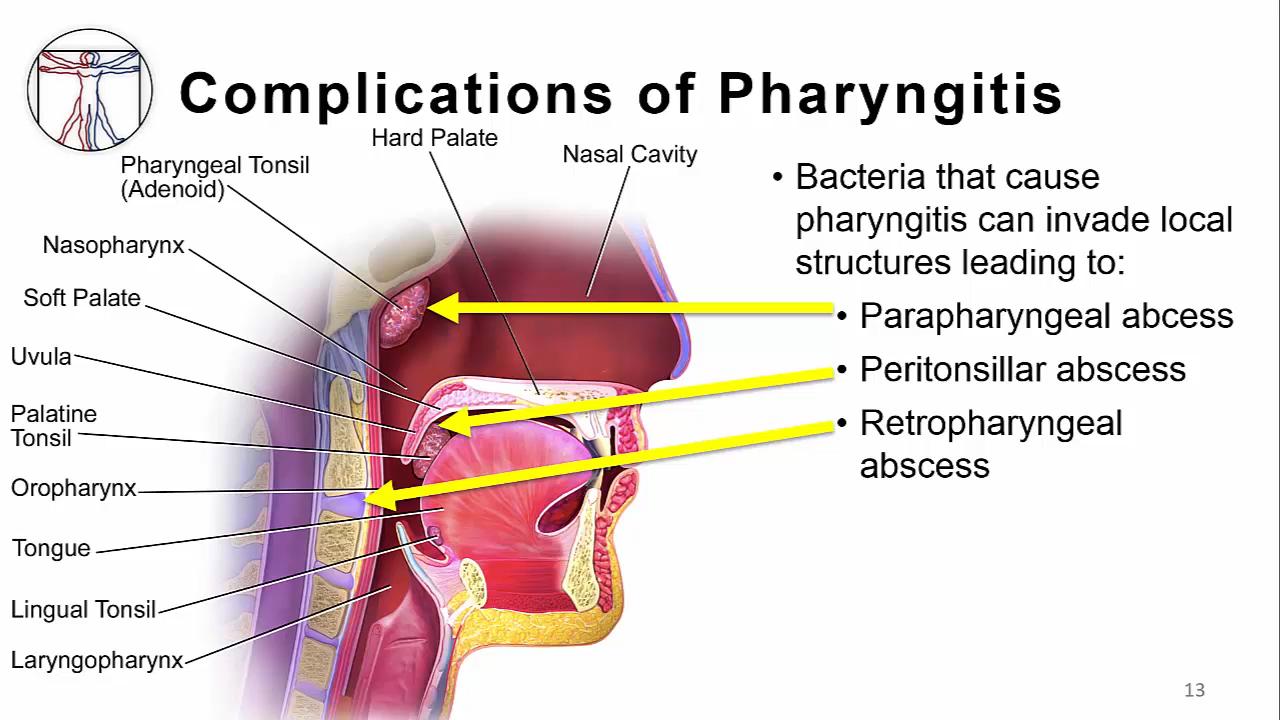 Complications of Pharyngitis
Hard Palate
Nasal Cavity
Pharyngeal Tonsil
(Adenoid)
Nasopharynx
Soft Palate
Uvula
Palatine
Tonsil
Oropharynx
Tongue
Lingual Tonsil
Laryngopharynx
• Bacteria that cause
pharyngitis can invade local
structures leading to:
• Parapharyngeal abcess
• Peritonsillar abscess
• Retropharyngeal
abscess
13